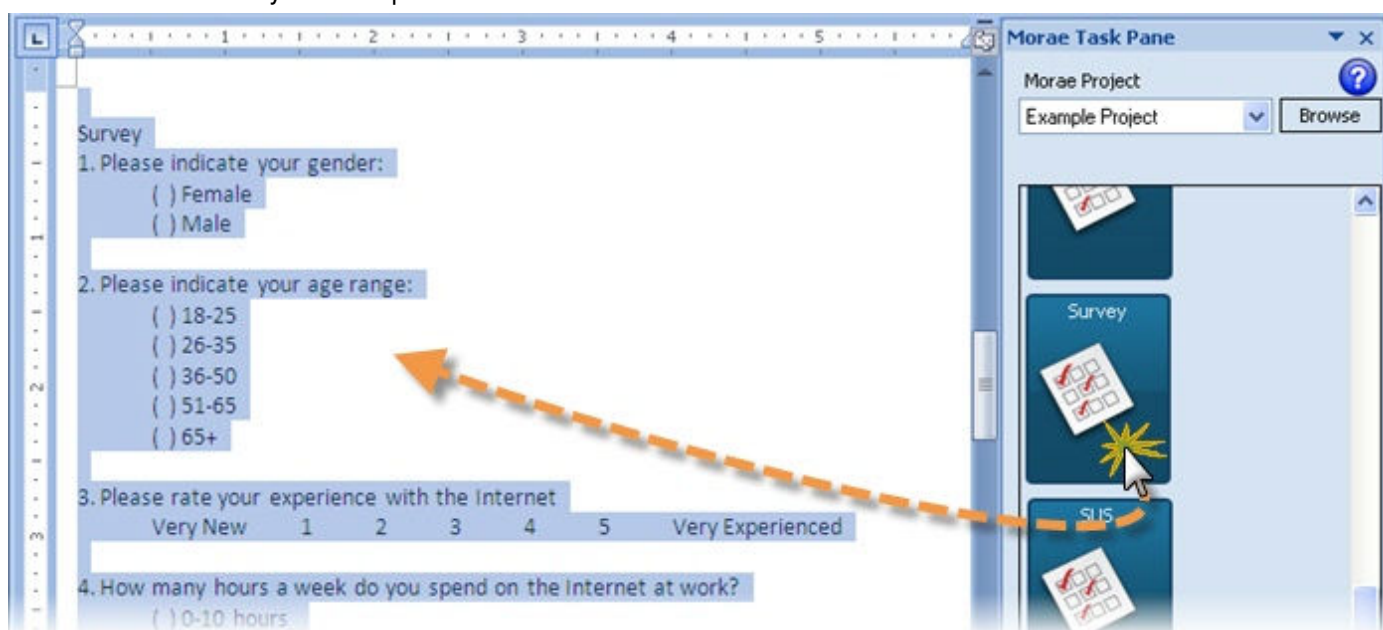 1 2 3 4 5
Morae Task Pane
Morae Project
Example Project
Browse
Survey
1. Please indicate your gender:
( ) Female
( ) Male
2. Please indicate your age range:
( ) 18-25
( ) 26-35
( ) 36-50
( ) 51-65
( ) 65+
3. Please rate your experience with the Internet
Very New 1 2 3 4 5 Very Experienced
4. How many hours a week do you spend on the Internet at work?
( ) 0-10 hours
Survey
SUS
1
2
3